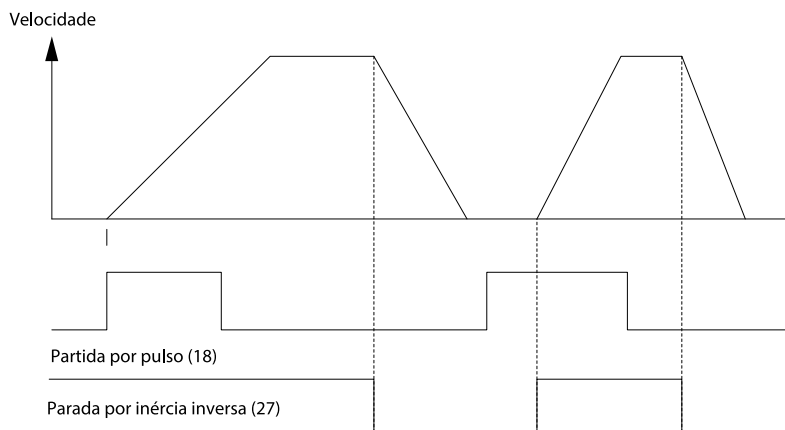 Velocidade
Partida por pulso (18)
Parada por inércia inversa (27)